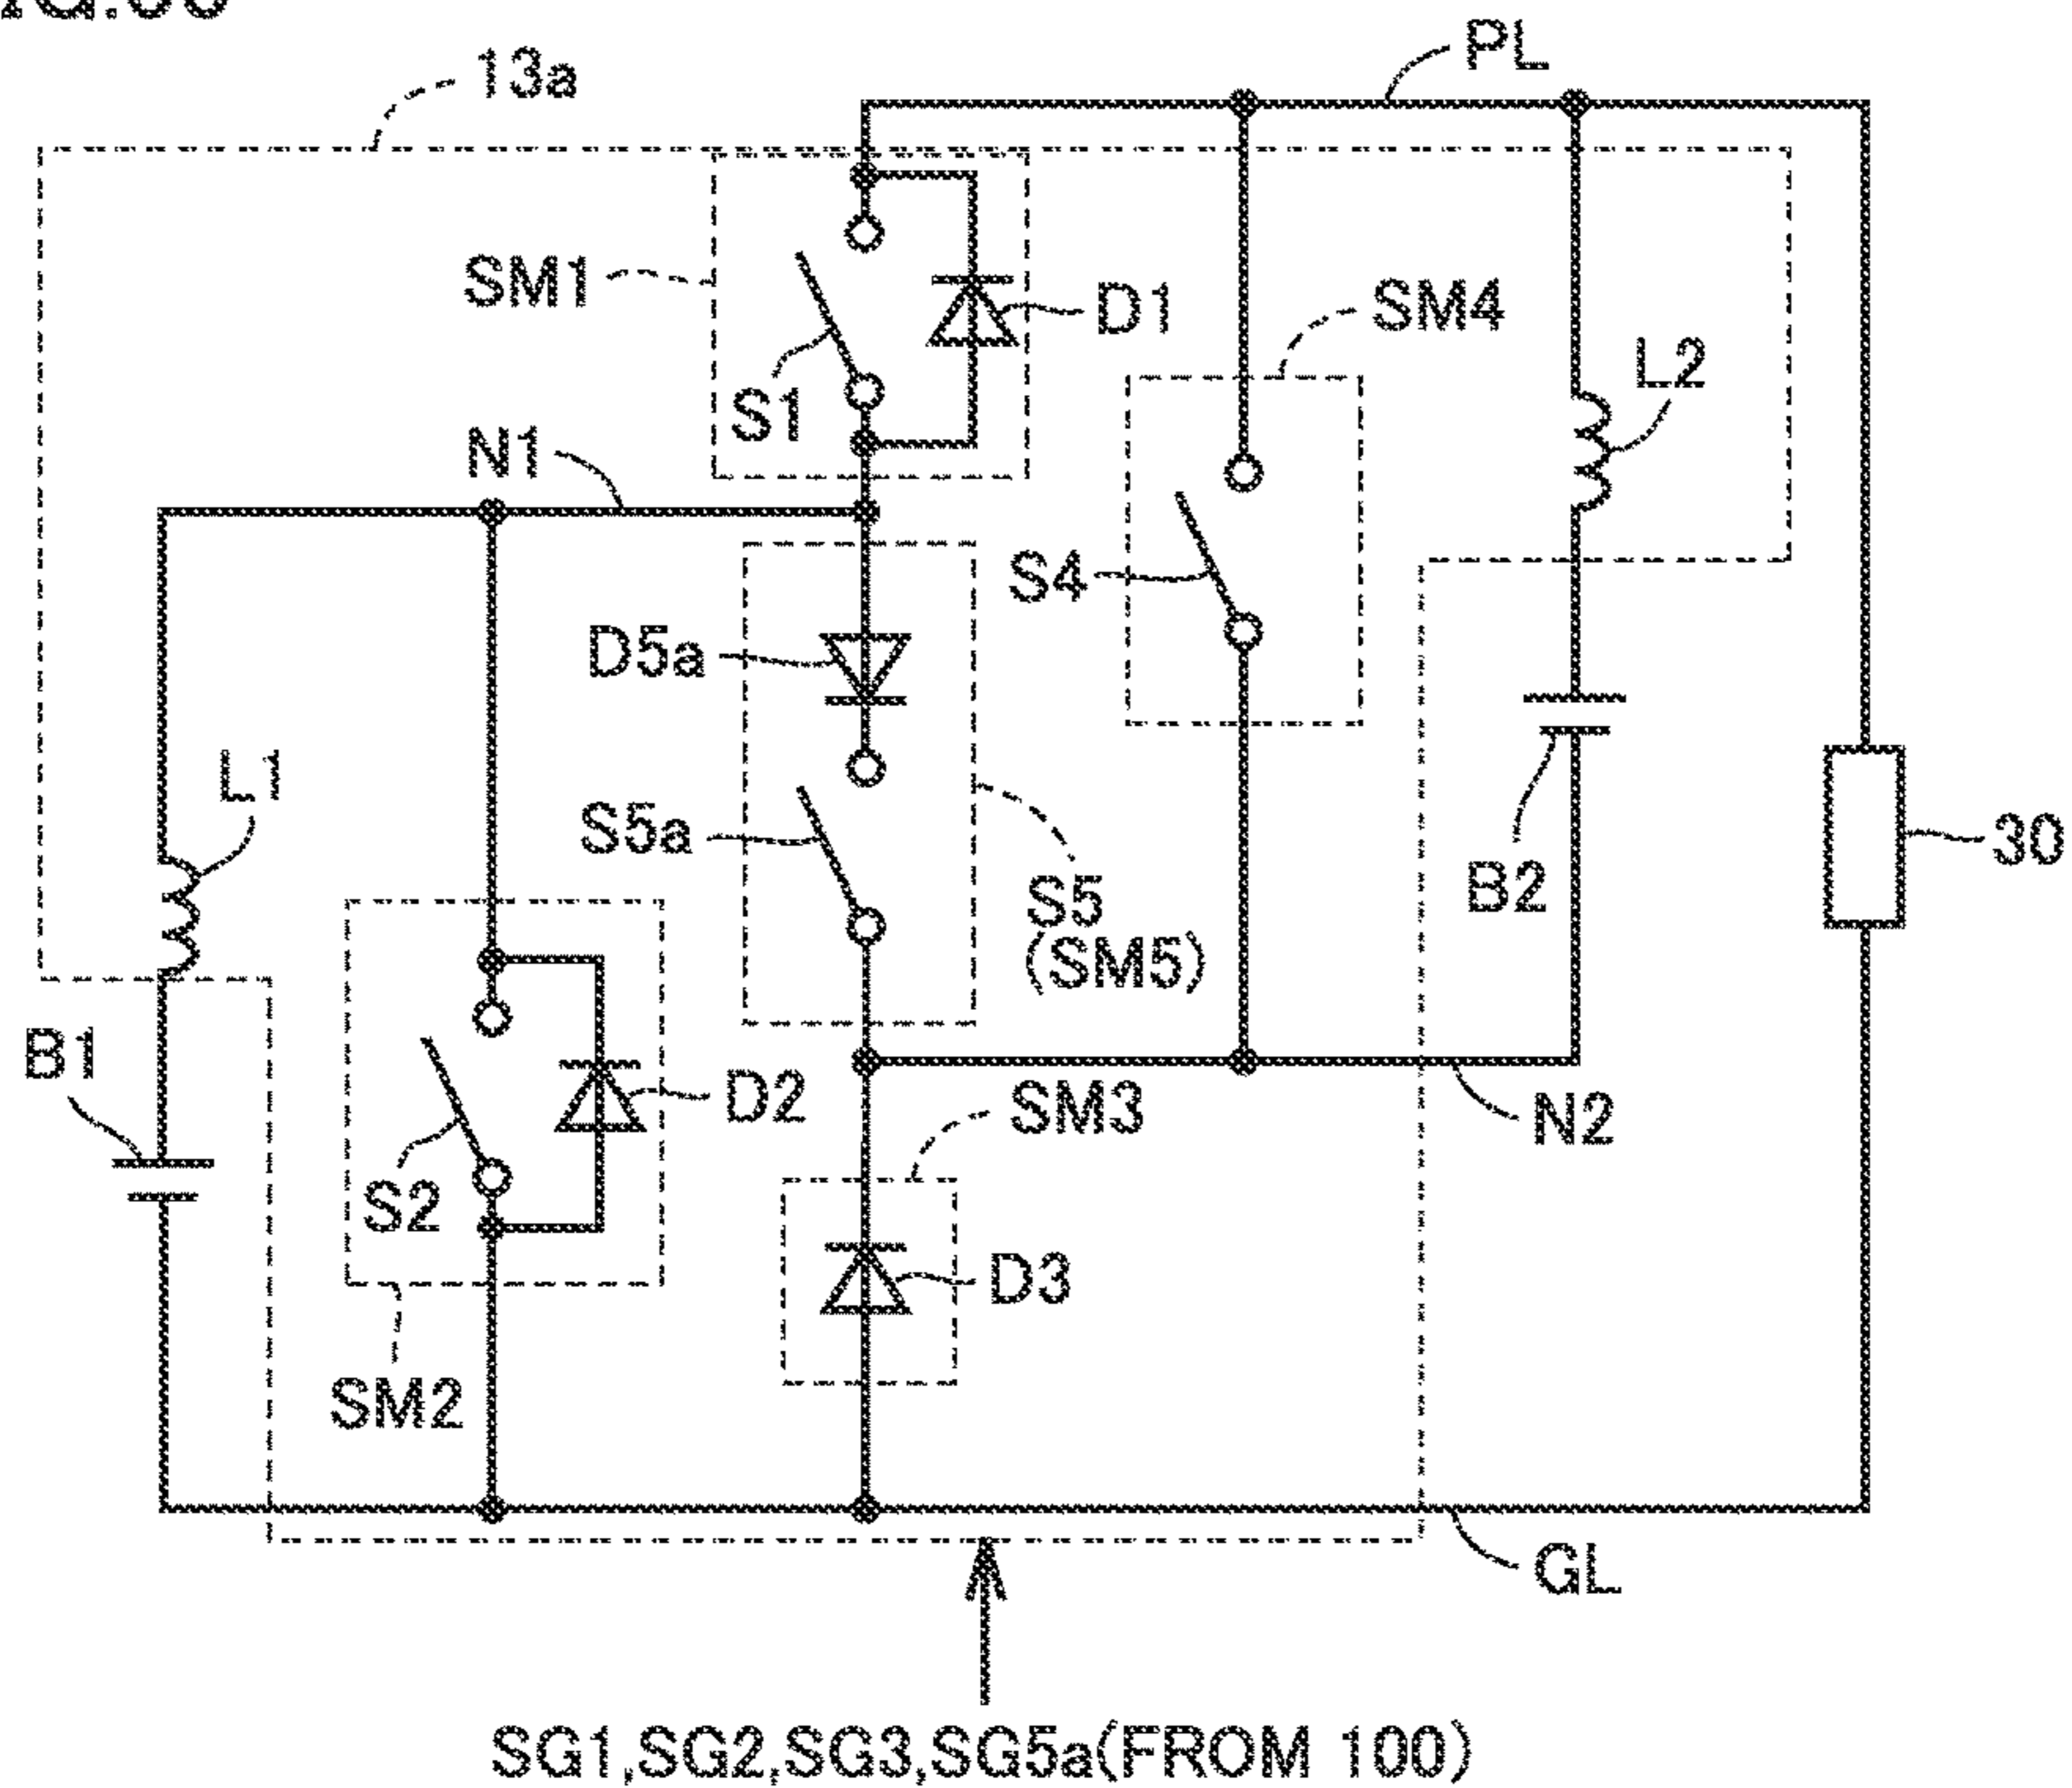 PL
13a
SM1
D1
SM4
L2
S1
N1
S4
D5a
L1
S5a
30
B2
S5
(SM5)
B1
D2
SM3
N2
S2
D3
SM2
GL
SG1,SG2,SG3,SG5a(FROM 100)